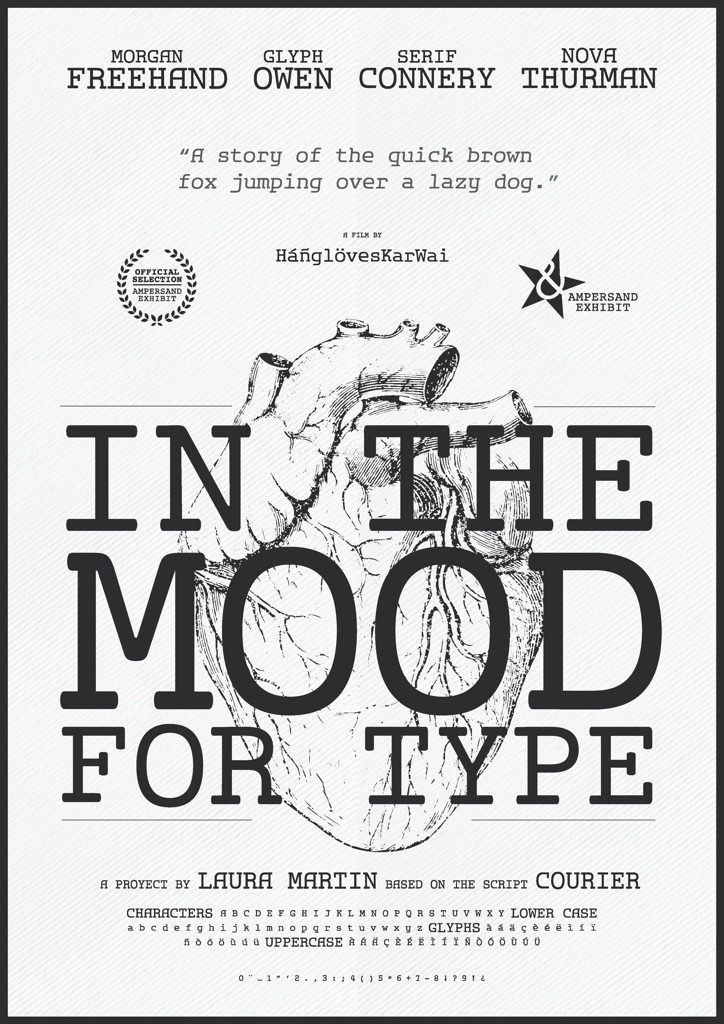 MORGAN FREEHAND
GLYPH OWEN
SERIF CONNERY
NOVA THURMAN
“A story of the quick brown
fox jumping over a lazy dog.”
A FILM BY
HáñglövesKarWai
OFFICIAL
SELECTION
AMPERSAND
EXHIBIT
&
AMPERSAND
EXHIBIT
IN THE
MOOD
FOR TYPE
A PROYECT BY LAURA MARTIN BASED ON THE SCRIPT COURIER
CHARACTERS A B C D E F G H I J K L M N O P Q R S T U V W X Y LOWER CASE
a b c d e f g h i j k l m n o p q r s t u v w x y z GLYPHS
UPPERCASE